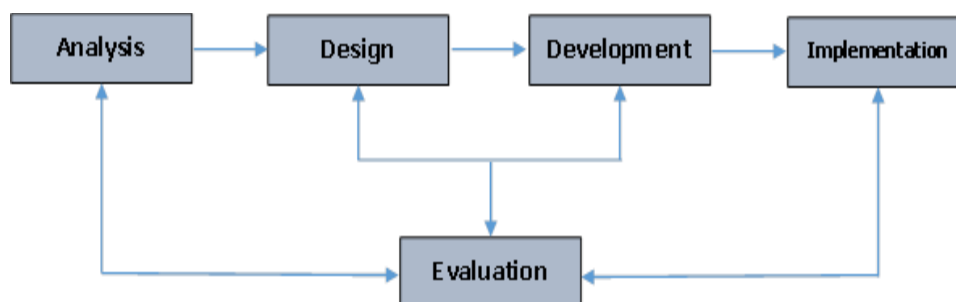 Analysis
Design
Development
Implementation
Evaluation